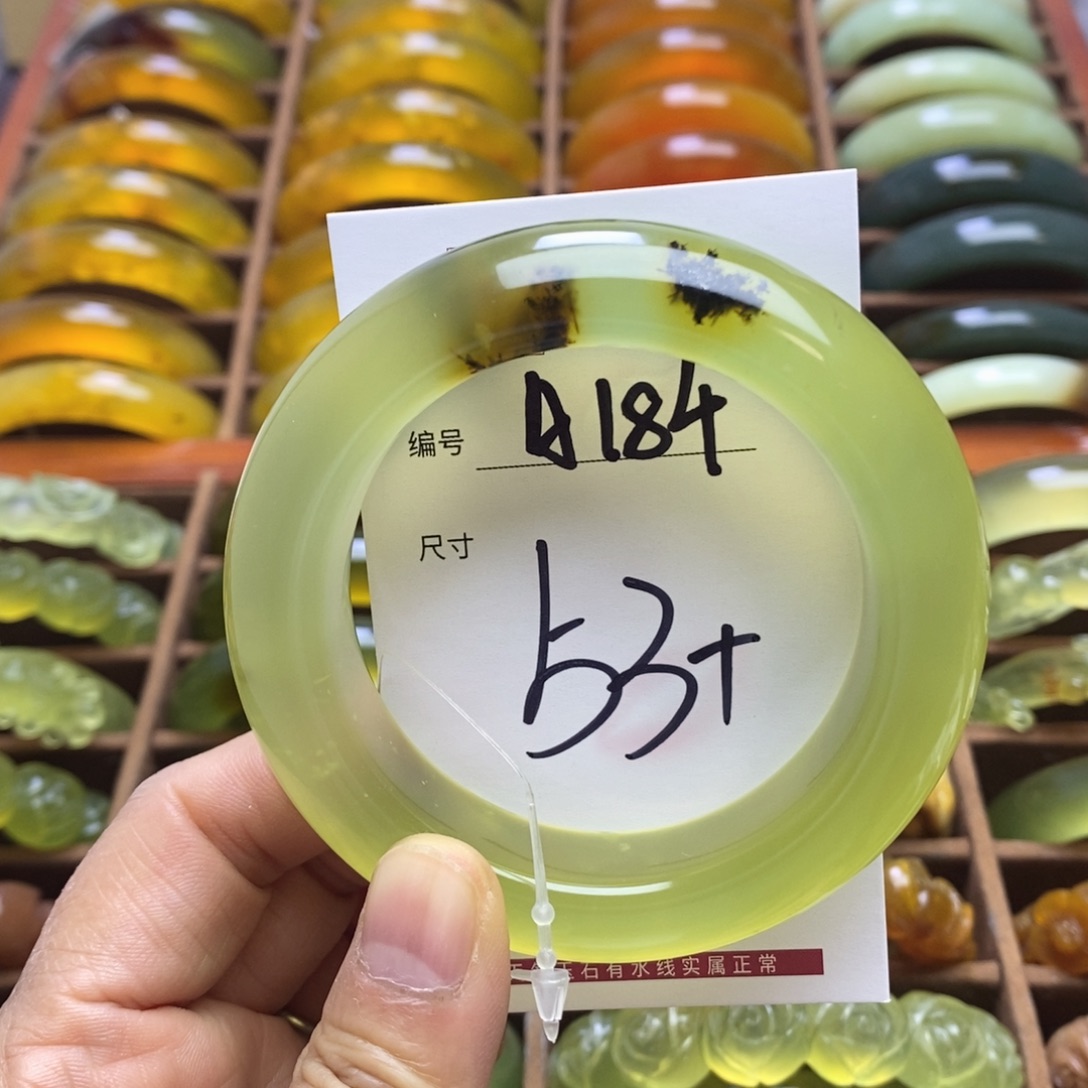 编号 A184
尺寸 53+
石有水线实属正常